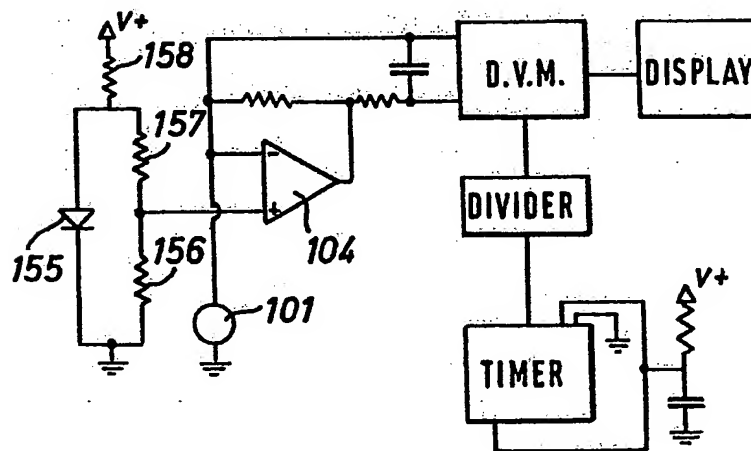 V+
158
157
155
156
104
101
D.V.M.
DISPLAY
DIVIDER
TIMER
V+
-
+